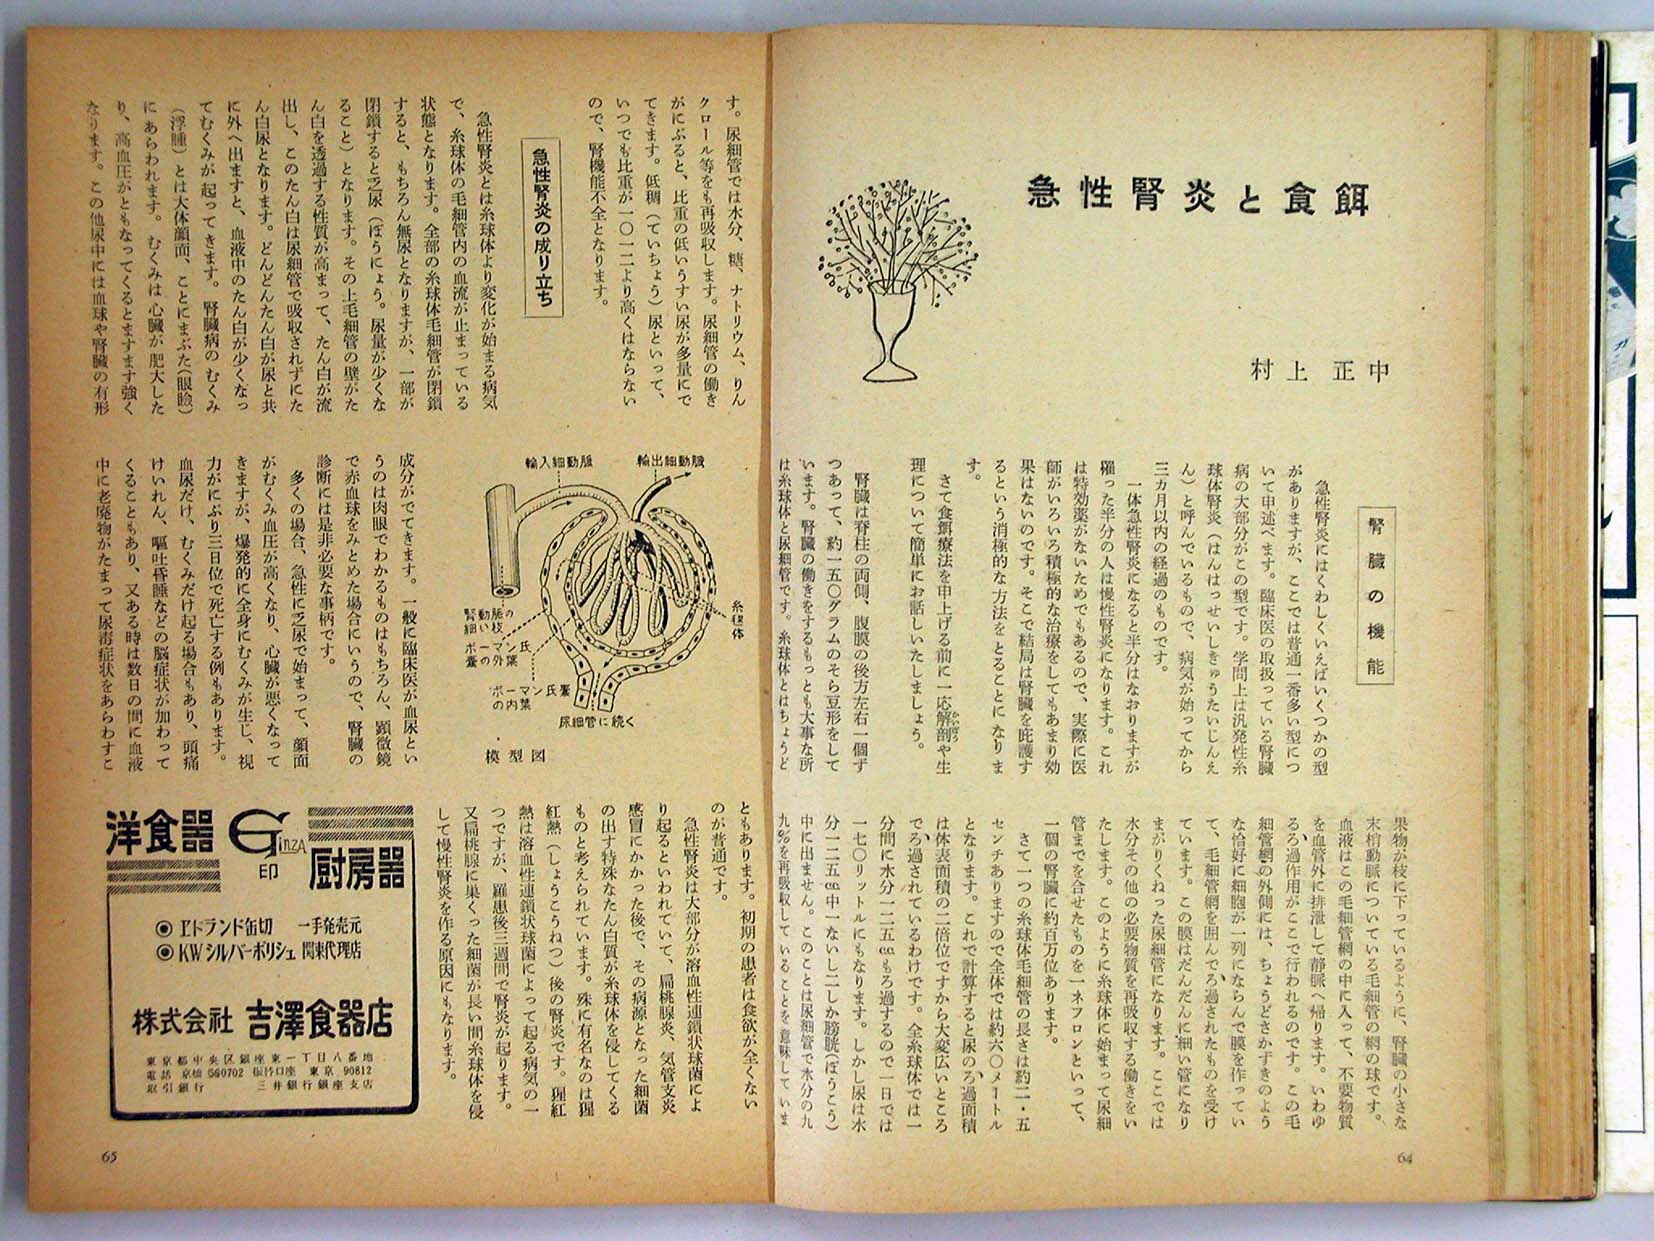 急性腎炎と食餌
村上 正中
腎臓の機能
急性腎炎にはくわしくいえばいくつかの型
がありますが、ここでは普通一番多い型につ
いて申述べます。臨床医の取扱っている腎臓
病の大部分がこの型です。学問上は汎発性糸
球体腎炎（はんはっせいしきゅうたいじんえ
ん）と呼んでいるもので、病気が始ってから
三カ月以内の経過のものです。
一体急性腎炎になると半分はなおりますが
罹った半分の人は慢性腎炎になります。これ
は特効薬がないためでもあるので、実際に医
師がいろいろ積極的な治療をしてもあまり効
果はないのです。そこで結局は腎臓を庇護す
るという消極的な方法をとることになりま
す。
さて食餌療法を申上げる前に一応解剖や生
理について簡単にお話しいたしましょう。
腎臓は脊柱の両側、腹膜の後方左右一個ず
つあって、約一五〇グラムのそら豆形をして
います。腎臓の働きをするもっとも大事な所
は糸球体と尿細管です。糸球体とはちょうど
果物が枝に下っているように、腎臓の小さな
末梢動脈についている毛細管の網の球です。
血液はこの毛細管網の中に入って、不要物質
を血管外に排泄して静脈へ帰ります。いわゆ
るろ過作用がここで行われるのです。この毛
細管網の外側には、ちょうどさかずきのよう
な恰好に細胞が一列にならんで膜を作ってい
て、毛細管網を囲んでろ過されたものを受け
ています。この膜はだんだんに細い管になり
まがりくねった尿細管になります。ここでは
水分その他の必要物質を再吸収する働きをい
たします。このように糸球体に始まって尿細
管までを合せたものを一ネフロンといって、
一個の腎臓に約百万位あります。
さて一つの糸球体毛細管の長さは約二・五
センチありますので全体では約六〇メートル
となります。これで計算すると尿のろ過面積
は体表面積の二倍位ですから大変広いところ
でろ過されているわけです。全糸球体では一
分間に水分一二五ccもろ過するので一日では
一七〇リットルにもなります。しかし尿は水
分一二五cc中一ないし二しか膀胱（ぼうこう）
中に出ません。このことは尿細管で水分の九
九％を再吸収していることを意味していま
64
す。尿細管では水分、糖、ナトリウム、りん
クロール等をも再吸収します。尿細管の働き
がにぶると、比重の低いうすい尿が多量にで
てきます。低稠（ていちょう）尿といって、
いつでも比重が一〇一二より高くはならない
ので、腎機能不全となります。
急性腎炎の成り立ち
急性腎炎とは糸球体より変化が始まる病気
で、糸球体の毛細管内の血流が止まっている
状態となります。全部の糸球体毛細管が閉鎖
すると、もちろん無尿となりますが、一部が
閉鎖すると乏尿（ぼうにょう。尿量が少くな
ること）となります。その上毛細管の壁がた
ん白を透過する性質が高まって、たん白が流
出し、このたん白は尿細管で吸収されずにた
ん白尿となります。どんどんたん白が尿と共
に外へ出ますと、血液中のたん白が少くなっ
てむくみが起ってきます。腎臓病のむくみ
（浮腫）とは大体顔面、ことにまぶた（眼瞼）
にあらわれます。むくみは心臓が肥大した
り、高血圧がともなってくるとますます強く
なります。この他尿中には血球や腎臓の有形
輸入細動脈
輸出細動脈
腎動脈の
細い枝
ボーマン氏
嚢の外葉
ボーマン氏嚢
の内葉
糸毬体
尿細管に続く
模型図
成分がでてきます。一般に臨床医が血尿とい
うのは肉眼でわかるものはもちろん、顕微鏡
で赤血球をみとめた場合にいうので、腎臓の
診断には是非必要な事柄です。
多くの場合、急性に乏尿で始まって、顔面
がむくみ血圧が高くなり、心臓が悪くなって
きますが、爆発的に全身にむくみが生じ、視
力がにぶり三日位で死亡する例もあります。
血尿だけ、むくみだけ起る場合もあり、頭痛
けいれん、嘔吐昏睡などの脳症状が加わって
くることもあり、又ある時は数日の間に血液
中に老廃物がたまって尿毒症状をあらわすこ
ともあります。初期の患者は食欲が全くない
のが普通です。
急性腎炎は大部分が溶血性連鎖状球菌によ
り起るといわれていて、扁桃腺炎、気管支炎
感冒にかかった後で、その病源となった細菌
の出す特殊なたん白質が糸球体を侵してくる
ものと考えられています。殊に有名なのは猩
紅熱（しょうこうねつ）後の腎炎です。猩紅
熱は溶血性連鎖状球菌によって起る病気の一
つですが、羅患後三週間で腎炎が起ります。
又扁桃腺に巣くった細菌が長い間糸球体を侵
して慢性腎炎を作る原因にもなります。
洋食器
GinZA
印
厨房器
ドランド缶切 一手発売元
KWシルバーポリシュ 関東代理店
株式会社 吉澤食器店
東京都中央区銀座東一丁目八番地
電話 京橋 560702 振替口座 東京 90812
取引銀行 三井銀行銀座支店
65